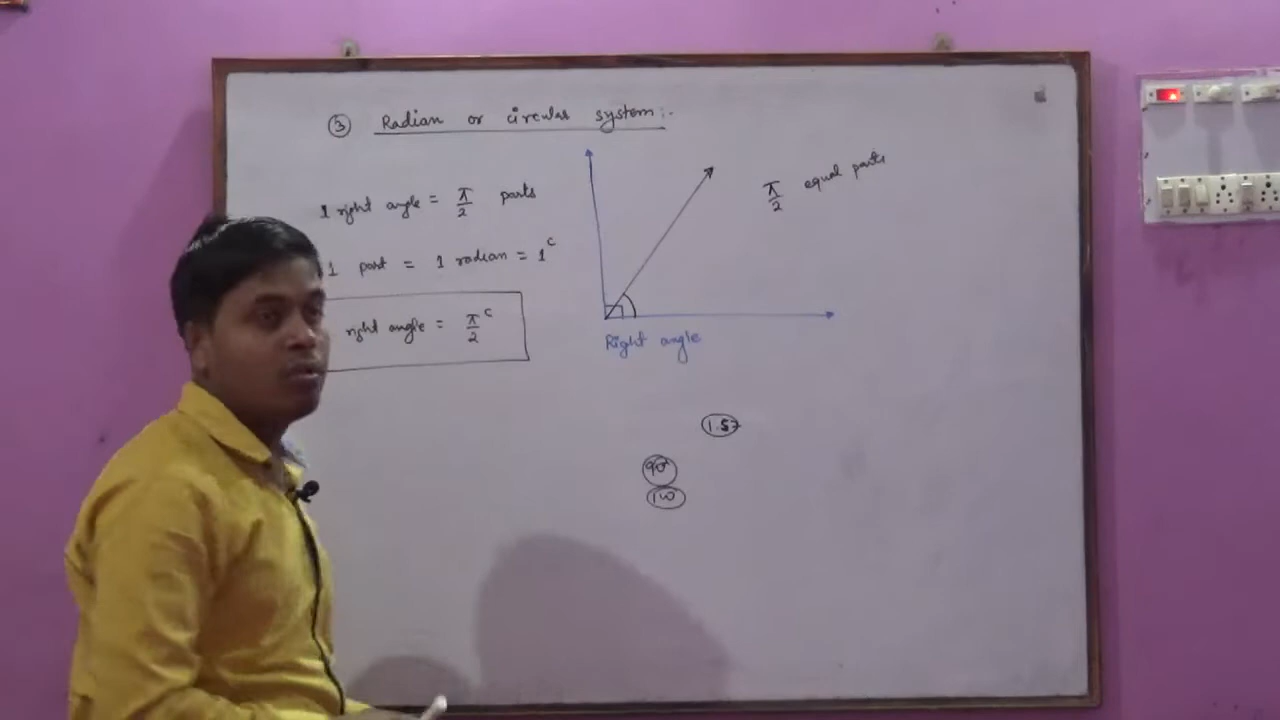 ③ Radian or circular system:-
1 right angle = π/2 parts
π/2 equal parts
1 part = 1 radian = 1ᶜ
right angle = π/2 ᶜ
Right angle
1.57
90
100